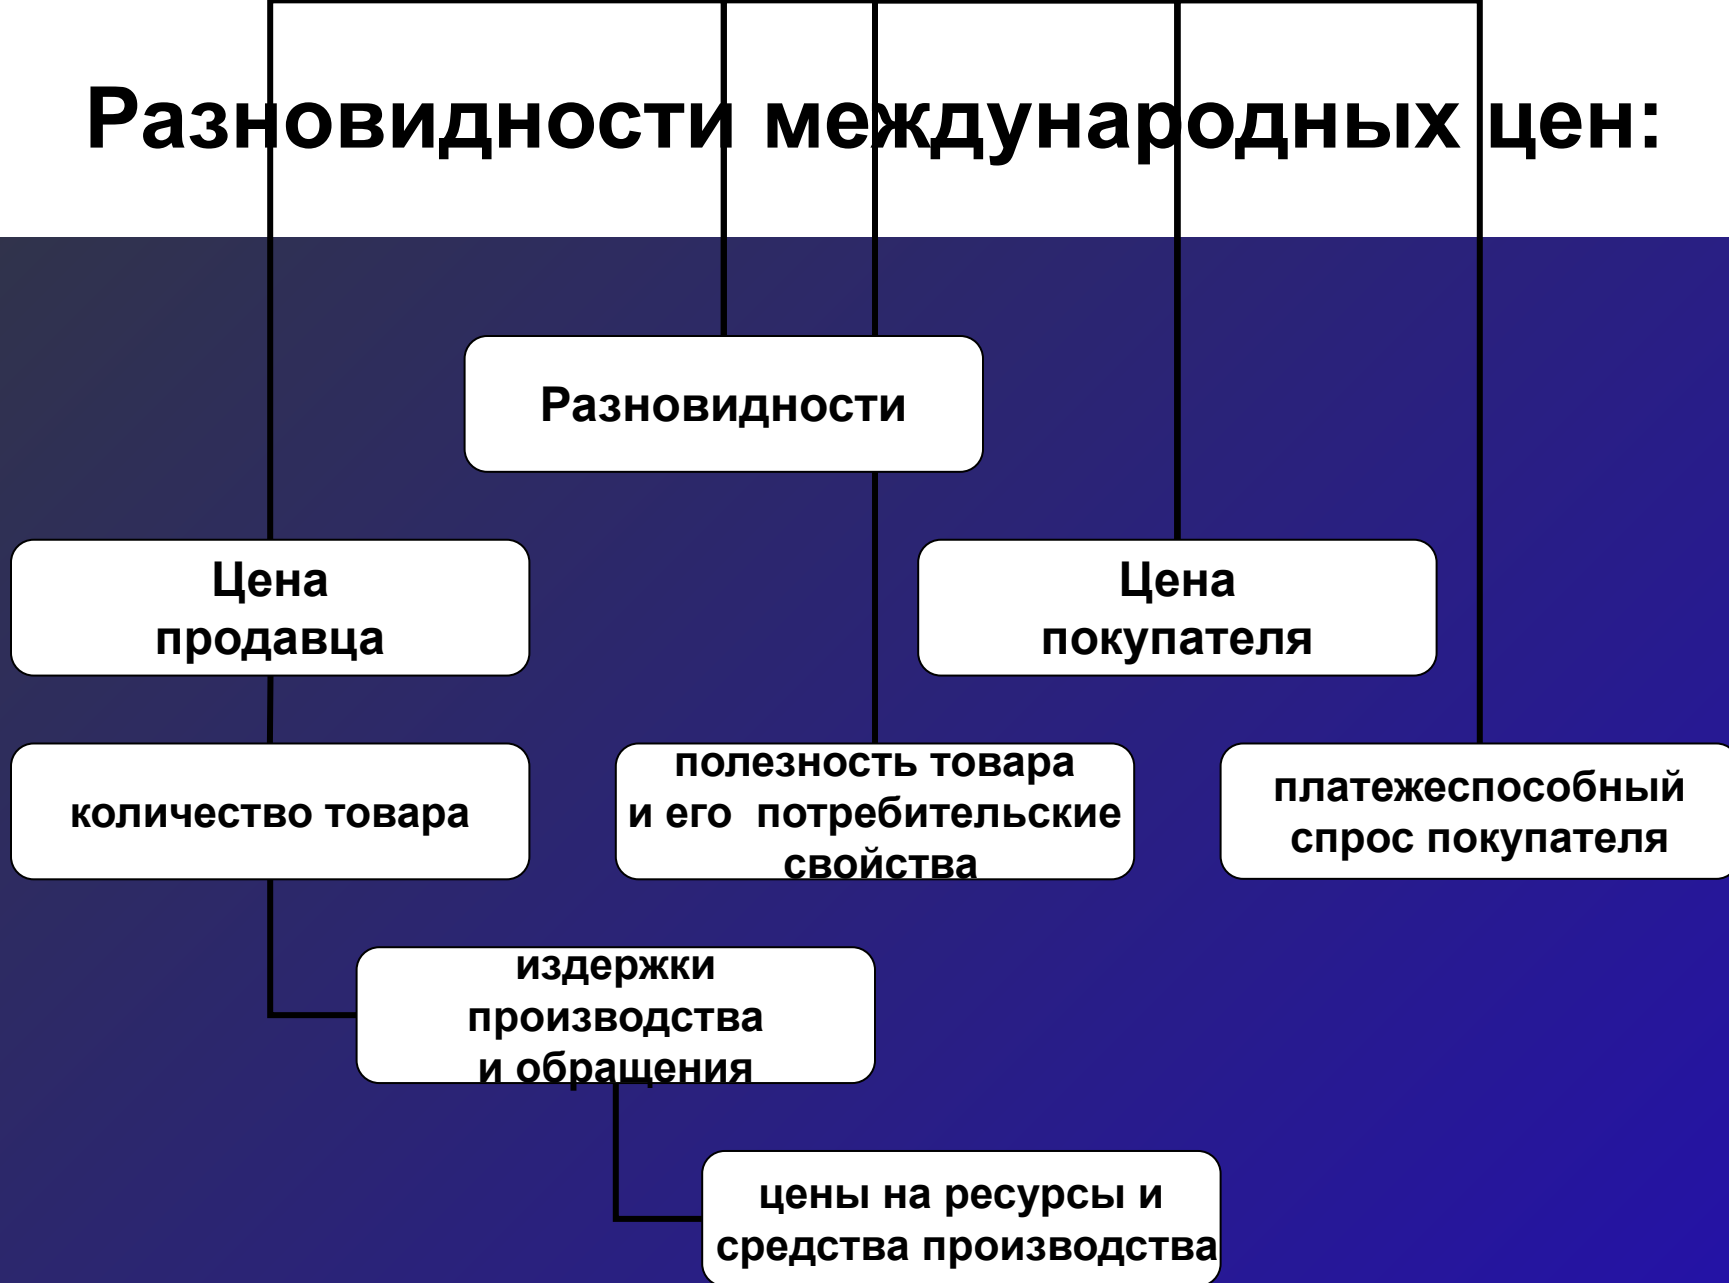 Разновидности международных цен:
Разновидности
Цена
продавца
Цена
покупателя
количество товара
полезность товара
и его  потребительские
свойства
платежеспособный
спрос покупателя
издержки
производства
и обращения
цены на ресурсы и
средства производства